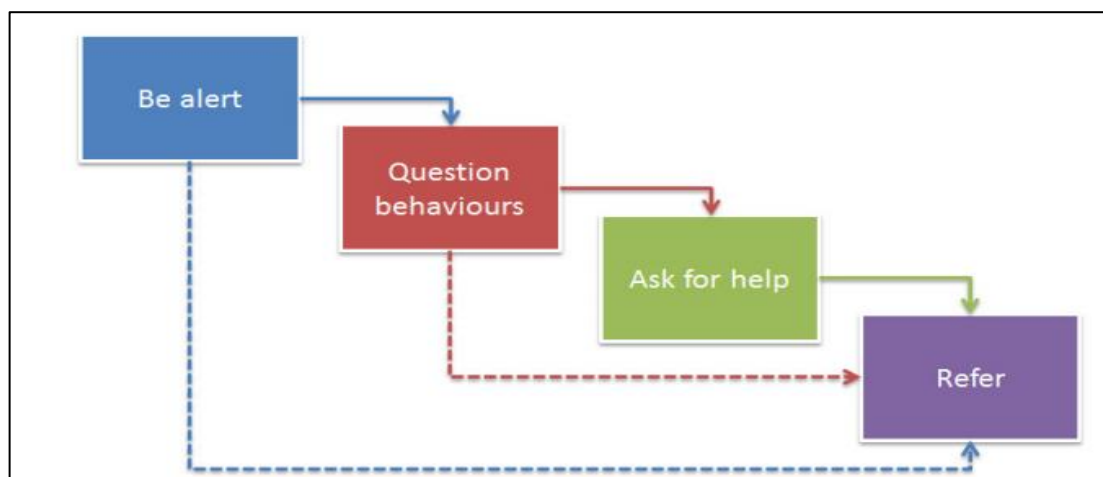 Be alert
Question
behaviours
Ask for help
Refer